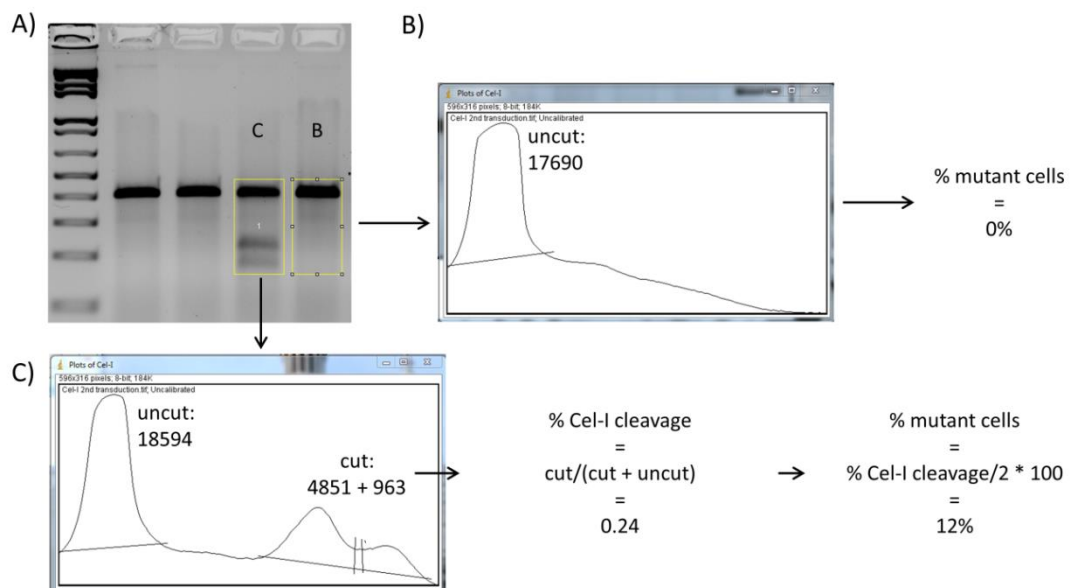 A)
C
B
1
B)
Plots of Cel-I
596x316 pixels; 8-bit; 184K
Cel-I 2nd transduction.tif; Uncalibrated
uncut:
17690
% mutant cells
=
0%
C)
Plots of Cel-I
596x316 pixels; 8-bit; 184K
Cel-I 2nd transduction.tif; Uncalibrated
uncut:
18594
cut:
4851 + 963
% Cel-I cleavage
=
cut/(cut + uncut)
=
0.24
% mutant cells
=
% Cel-I cleavage/2 * 100
=
12%